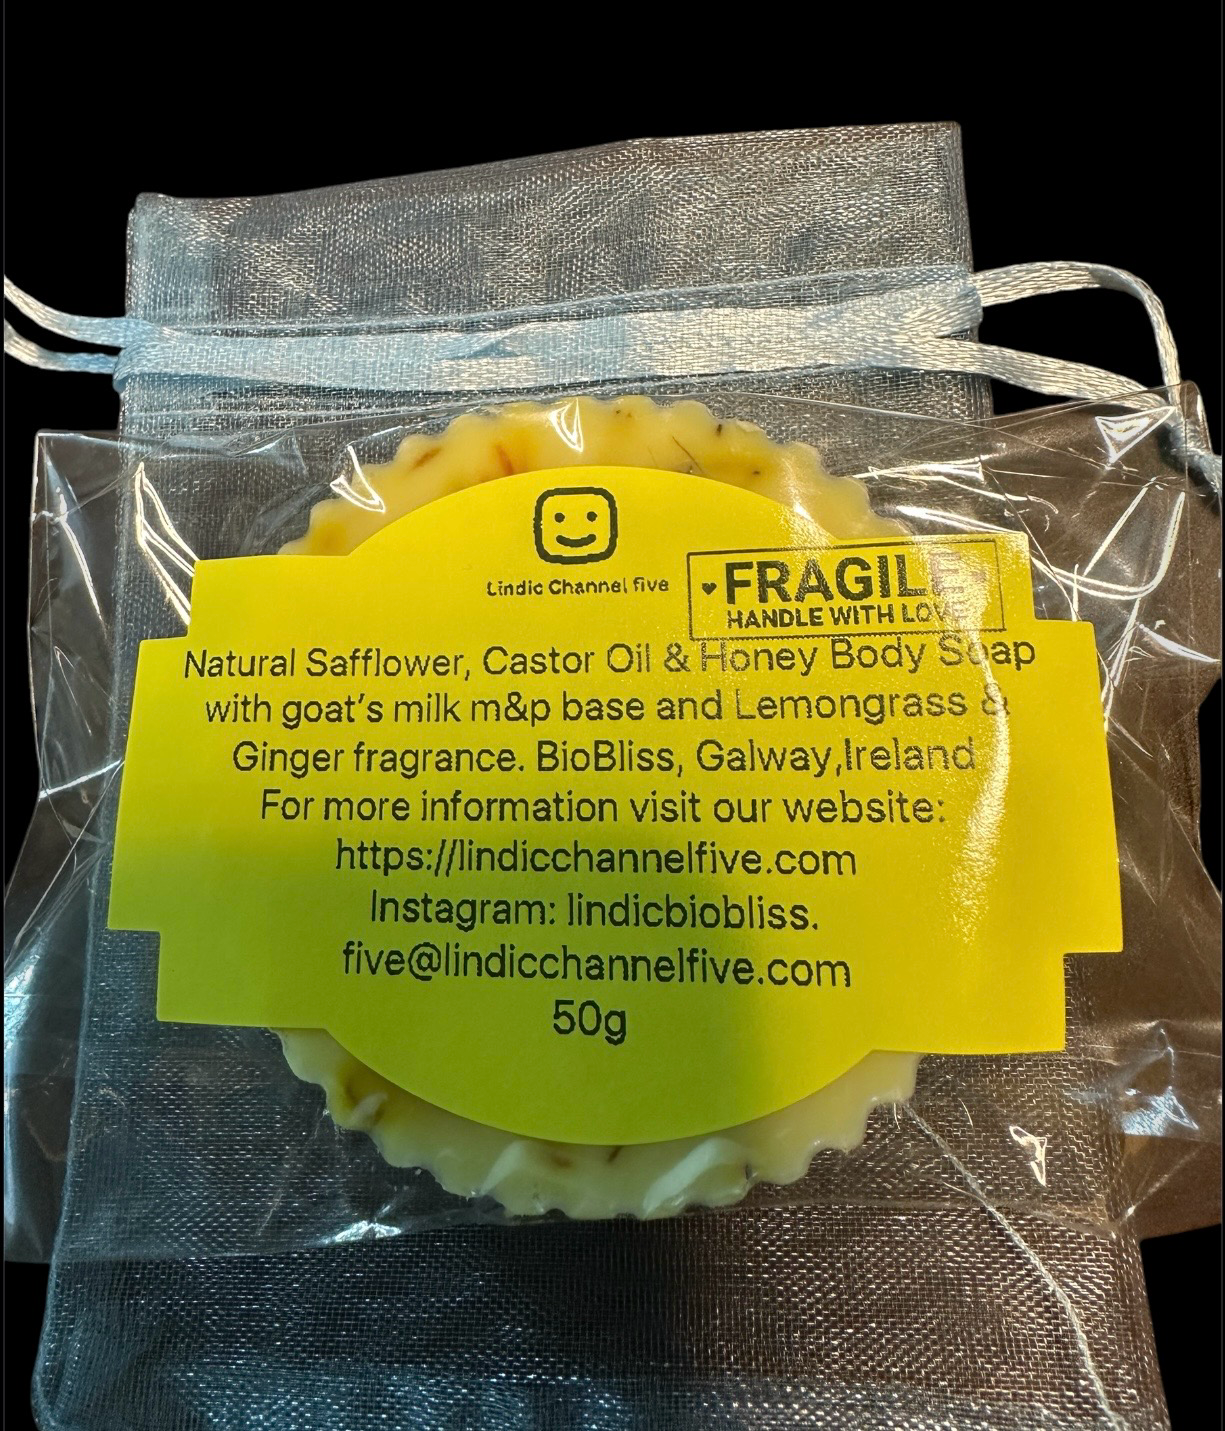 Lindic Channel five
FRAGILE
HANDLE WITH LOVE
Natural Safflower, Castor Oil & Honey Body Soap
with goat's milk m&p base and Lemongrass &
Ginger fragrance. BioBliss, Galway,Ireland
For more information visit our website:
https://lindicchannelfive.com
Instagram: lindicbiobliss.
five@lindicchannelfive.com
50g